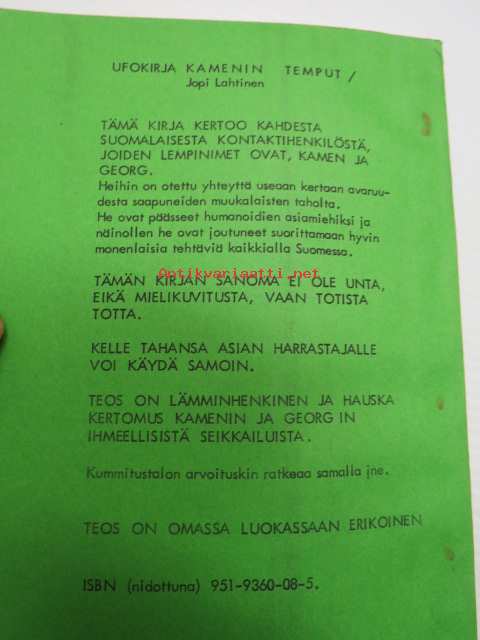 UFOKIRJA KAMENIN TEMPUT /
Jopi Lahtinen
TÄMÄ KIRJA KERTOO KAHDESTA
SUOMALAISESTA KONTAKTIHENKILÖSTÄ,
JOIDEN LEMPINIMET OVAT, KAMEN JA
GEORG.
Heihin on otettu yhteyttä useaan kertaan avaruu-
desta saapuneiden muukalaisten taholta.
He ovat päässeet humanoidien asiamiehiksi ja
näinollen he ovat joutuneet suorittamaan hyvin
monenlaisia tehtäviä kaikkialla Suomessa.
Antikvariaatti.net
TÄMÄN KIRJAN SANOMA EI OLE UNTA,
EIKÄ MIELIKUVITUSTA, VAAN TOTISTA
TOTTA.
KELLE TAHANSA ASIAN HARRASTAJALLE
VOI KÄYDÄ SAMOIN.
TEOS ON LÄMMINHENKINEN JA HAUSKA
KERTOMUS KAMENIN JA GEORG IN
IHMEELLISISTÄ SEIKKAILUISTA.
Kummitustalon arvoituskin ratkeaa samalla jne.
TEOS ON OMASSA LUOKASSAAN ERIKOINEN
ISBN (nidottuna) 951-9360-08-5.